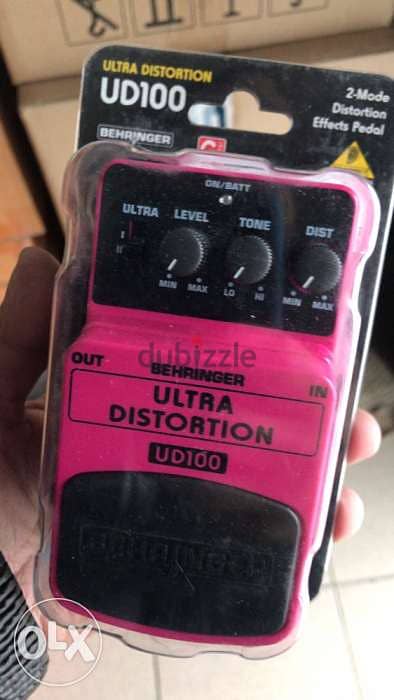 ULTRA DISTORTION
UD100
BEHRINGER
2-Mode
Distortion
Effects Pedal
ON/BATT
ULTRA LEVEL TONE DIST
I
II
MIN MAX LO HI MIN MAX
dubizzle
OUT BEHRINGER IN
ULTRA
DISTORTION
UD100
BEHRINGER
OLX